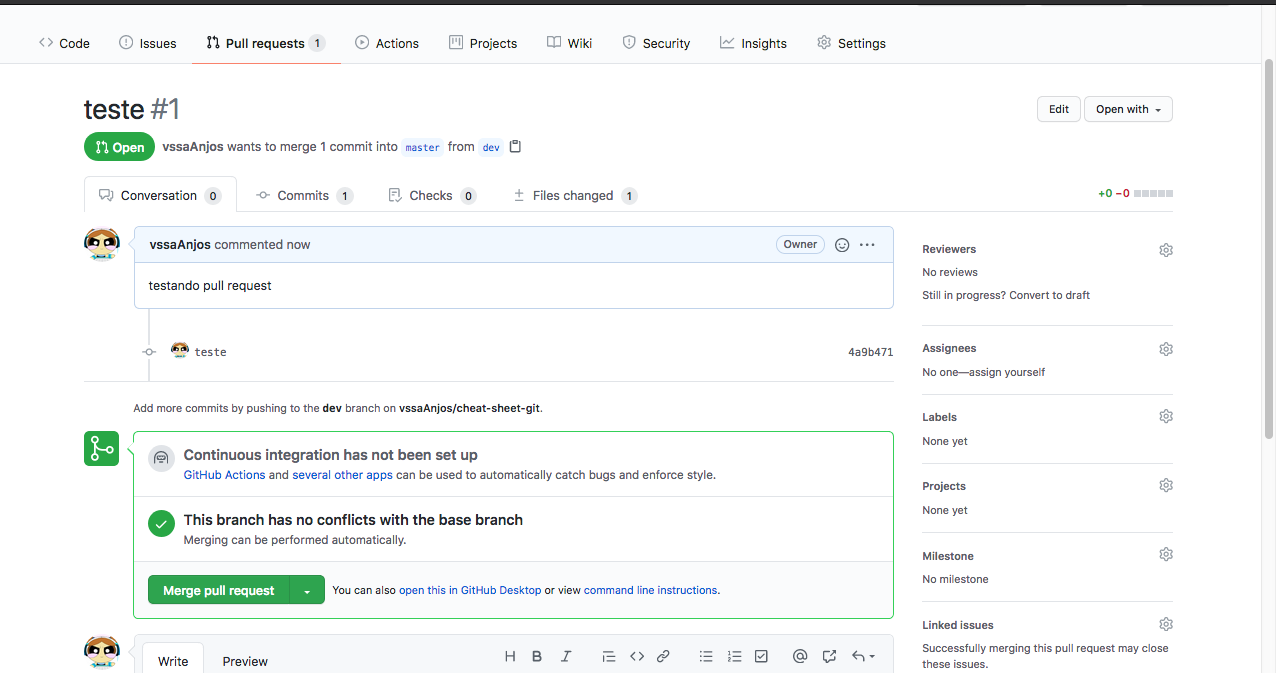 Code Issues Pull requests 1 Actions Projects Wiki Security Insights Settings
teste #1
Edit Open with
Open vssaAnjos wants to merge 1 commit into master from dev
Conversation 0 Commits 1 Checks 0 Files changed 1 +0 −0
vssaAnjos commented now Owner
testando pull request
teste 4a9b471
Add more commits by pushing to the dev branch on vssaAnjos/cheat-sheet-git.
Continuous integration has not been set up
GitHub Actions and several other apps can be used to automatically catch bugs and enforce style.
This branch has no conflicts with the base branch
Merging can be performed automatically.
Merge pull request You can also open this in GitHub Desktop or view command line instructions.
Write Preview
Reviewers
No reviews
Still in progress? Convert to draft
Assignees
No one—assign yourself
Labels
None yet
Projects
None yet
Milestone
No milestone
Linked issues
Successfully merging this pull request may close
these issues.